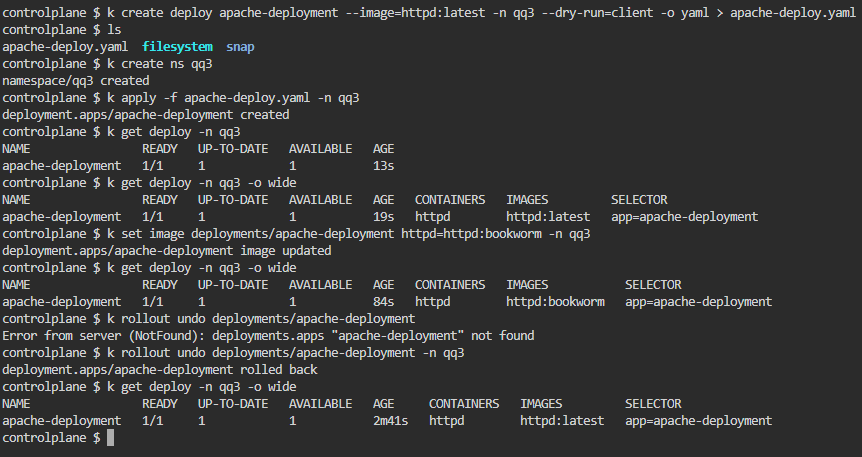 controlplane $ k create deploy apache-deployment --image=httpd:latest -n qq3 --dry-run=client -o yaml > apache-deploy.yaml
controlplane $ ls
apache-deploy.yaml  filesystem  snap
controlplane $ k create ns qq3
namespace/qq3 created
controlplane $ k apply -f apache-deploy.yaml -n qq3
deployment.apps/apache-deployment created
controlplane $ k get deploy -n qq3
NAME                READY   UP-TO-DATE   AVAILABLE   AGE
apache-deployment   1/1     1            1           13s
controlplane $ k get deploy -n qq3 -o wide
NAME                READY   UP-TO-DATE   AVAILABLE   AGE   CONTAINERS   IMAGES         SELECTOR
apache-deployment   1/1     1            1           19s   httpd        httpd:latest   app=apache-deployment
controlplane $ k set image deployments/apache-deployment httpd=httpd:bookworm -n qq3
deployment.apps/apache-deployment image updated
controlplane $ k get deploy -n qq3 -o wide
NAME                READY   UP-TO-DATE   AVAILABLE   AGE   CONTAINERS   IMAGES           SELECTOR
apache-deployment   1/1     1            1           84s   httpd        httpd:bookworm   app=apache-deployment
controlplane $ k rollout undo deployments/apache-deployment
Error from server (NotFound): deployments.apps "apache-deployment" not found
controlplane $ k rollout undo deployments/apache-deployment -n qq3
deployment.apps/apache-deployment rolled back
controlplane $ k get deploy -n qq3 -o wide
NAME                READY   UP-TO-DATE   AVAILABLE   AGE     CONTAINERS   IMAGES         SELECTOR
apache-deployment   1/1     1            1           2m41s   httpd        httpd:latest   app=apache-deployment
controlplane $